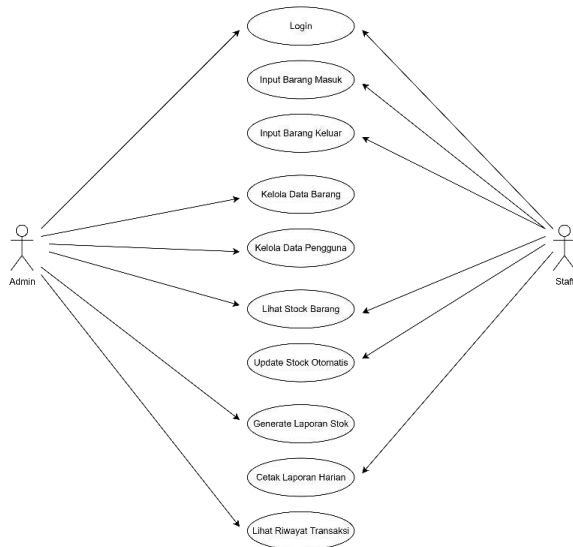 Login
Input Barang Masuk
Input Barang Keluar
Kelola Data Barang
Kelola Data Pengguna
Admin
Staff
Lihat Stock Barang
Update Stock Otomatis
Generate Laporan Stok
Cetak Laporan Harian
Lihat Riwayat Transaksi